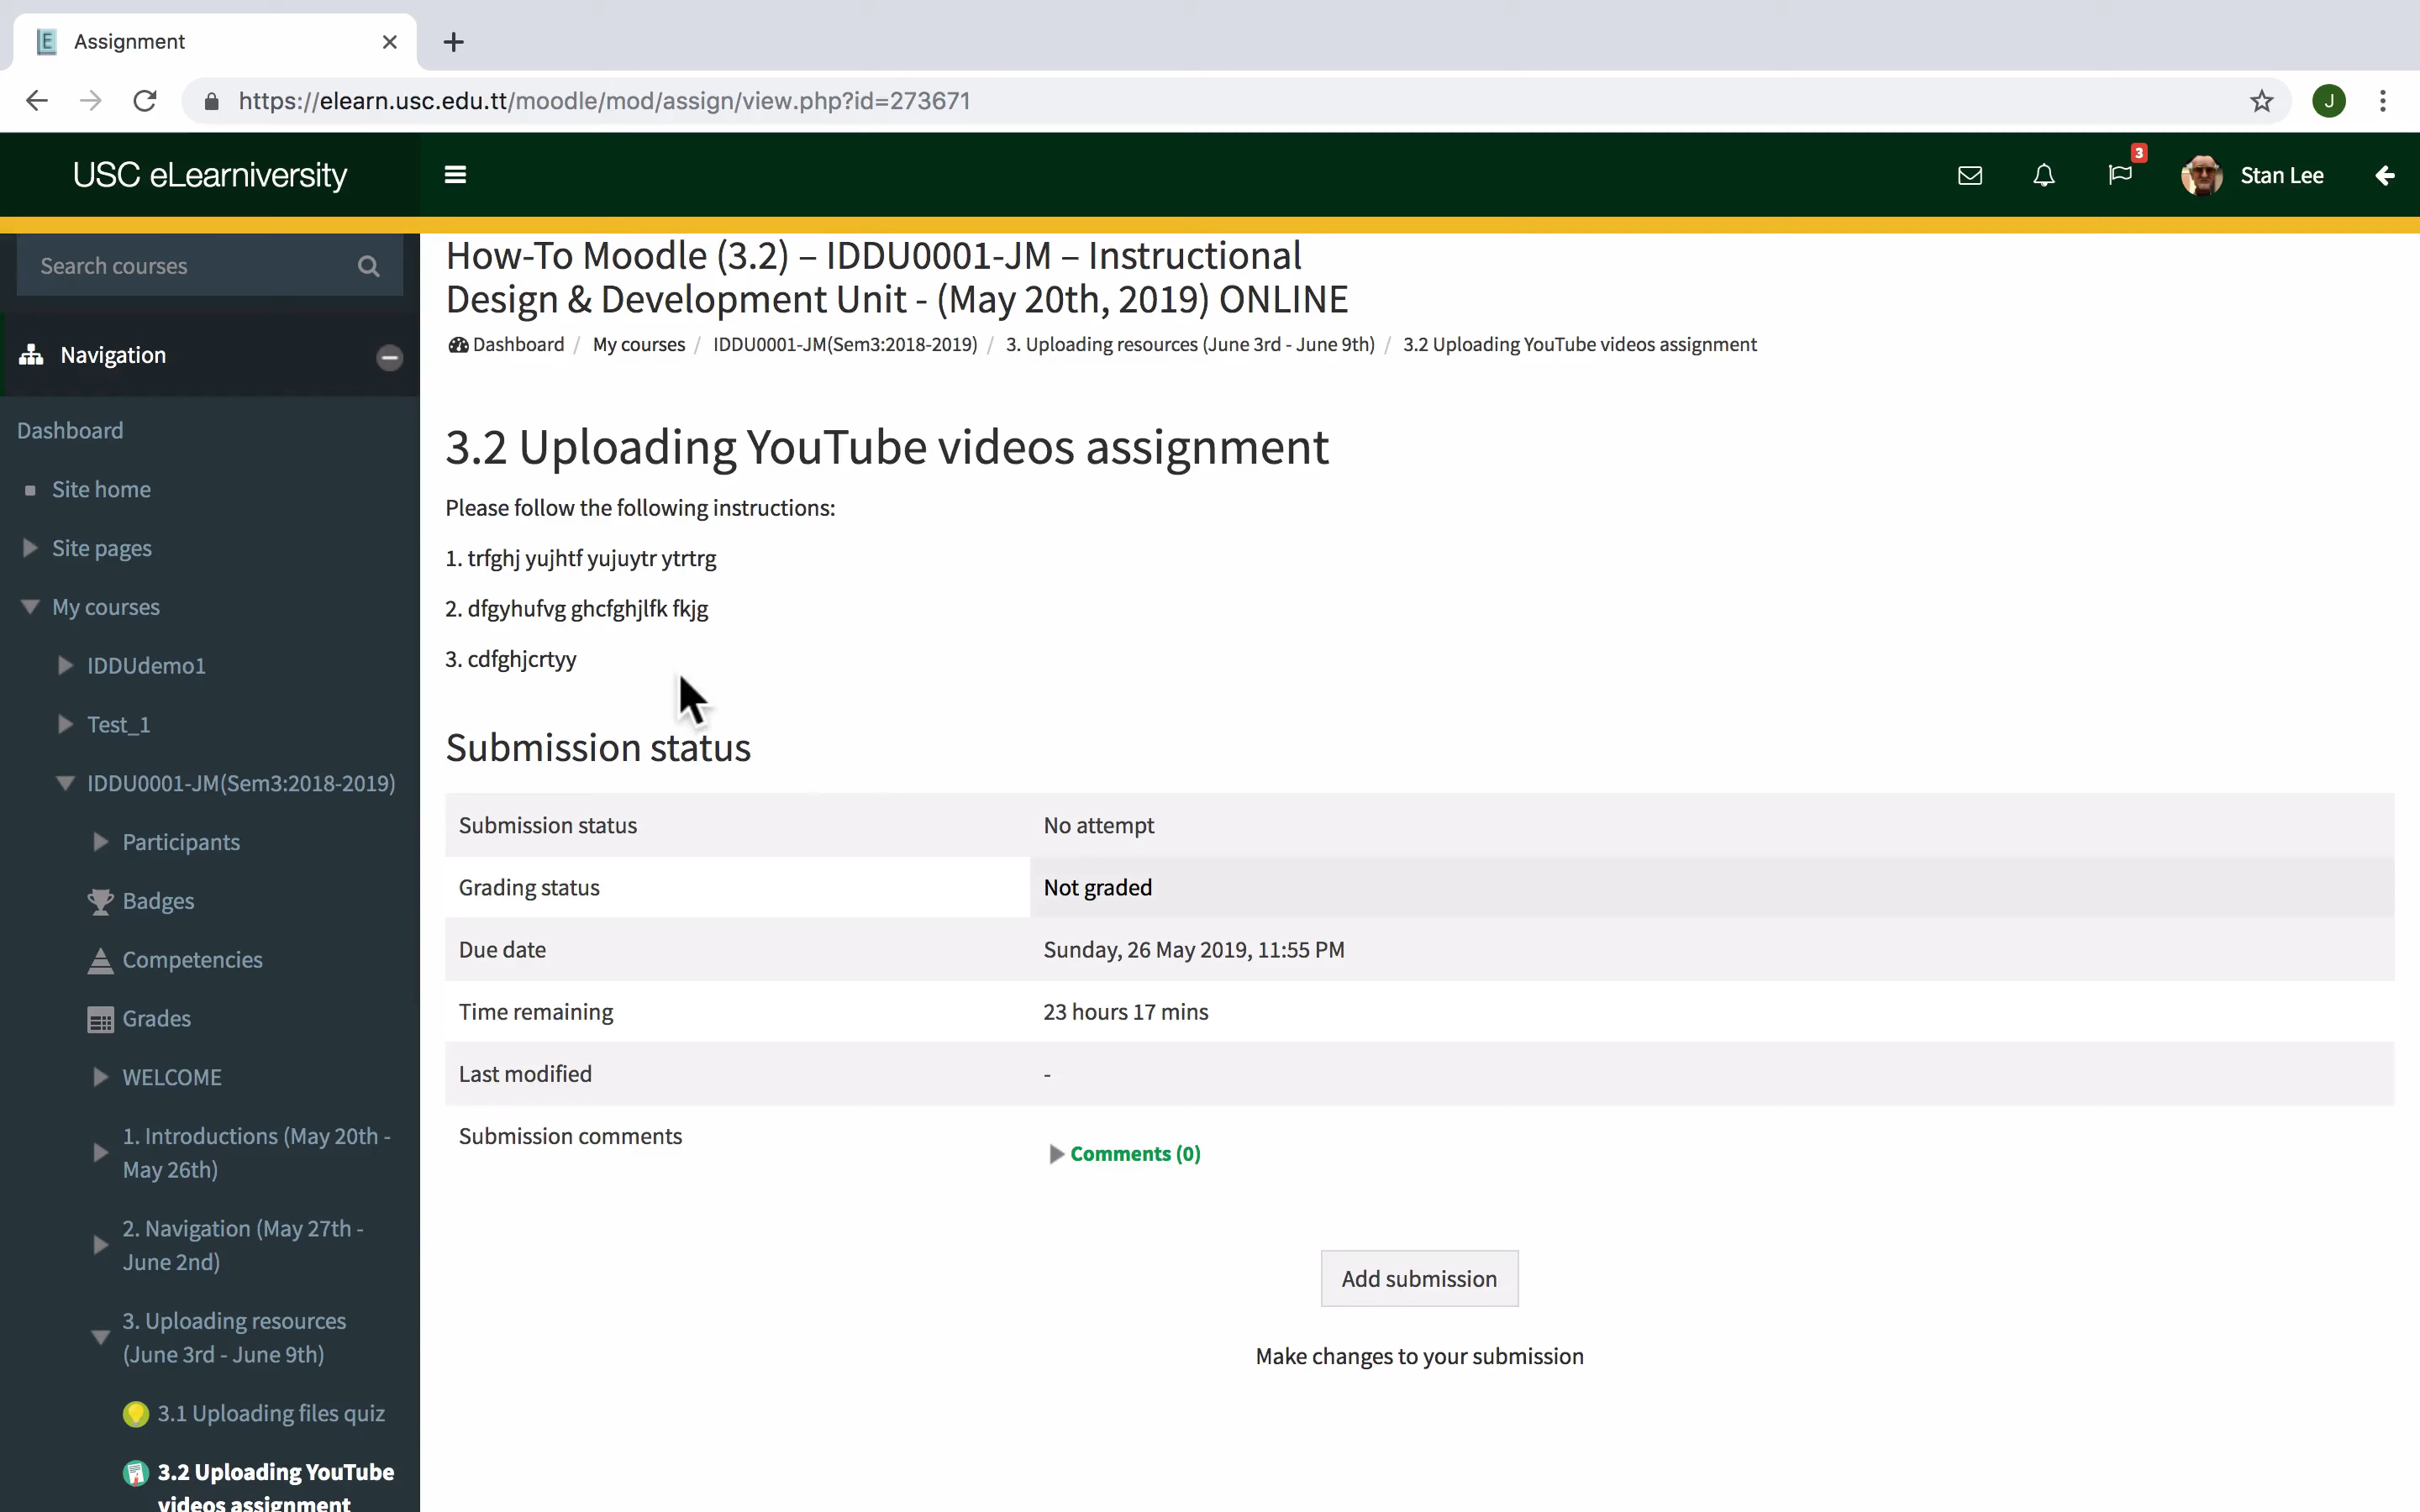 Assignment
https://elearn.usc.edu.tt/moodle/mod/assign/view.php?id=273671
J
USC eLearniversity
3
Stan Lee
Search courses
Navigation
Dashboard
Site home
Site pages
My courses
IDDUdemo1
Test_1
IDDU0001-JM(Sem3:2018-2019)
Participants
Badges
Competencies
Grades
WELCOME
1. Introductions (May 20th -
May 26th)
2. Navigation (May 27th -
June 2nd)
3. Uploading resources
(June 3rd - June 9th)
3.1 Uploading files quiz
3.2 Uploading YouTube
videos assignment
How-To Moodle (3.2) – IDDU0001-JM – Instructional
Design & Development Unit - (May 20th, 2019) ONLINE
Dashboard / My courses / IDDU0001-JM(Sem3:2018-2019) / 3. Uploading resources (June 3rd - June 9th) / 3.2 Uploading YouTube videos assignment
3.2 Uploading YouTube videos assignment
Please follow the following instructions:
1. trfghj yujhtf yujuytr ytrtrg
2. dfgyhufvg ghcfghjlfk fkjg
3. cdfghjcrtyy
Submission status
Submission status No attempt
Grading status Not graded
Due date Sunday, 26 May 2019, 11:55 PM
Time remaining 23 hours 17 mins
Last modified -
Submission comments
Comments (0)
Add submission
Make changes to your submission